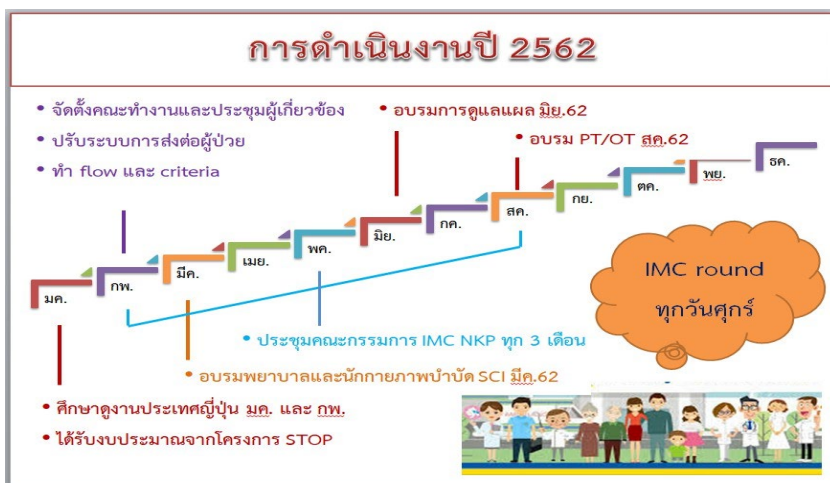 การดำเนินงานปี 2562
• จัดตั้งคณะทำงานและประชุมผู้เกี่ยวข้อง
• ปรับระบบการส่งต่อผู้ป่วย
• ทำ flow และ criteria
• อบรมการดูแลแผล มิย.62
• อบรม PT/OT สค.62
มค.
กพ.
มีค.
เมย.
พค.
มิย.
กค.
สค.
กย.
ตค.
พย.
ธค.
IMC round
ทุกวันศุกร์
• ประชุมคณะกรรมการ IMC NKP ทุก 3 เดือน
• อบรมพยาบาลและนักกายภาพบำบัด SCI มีค.62
• ศึกษาดูงานประเทศญี่ปุ่น มค. และ กพ.
• ได้รับงบประมาณจากโครงการ STOP